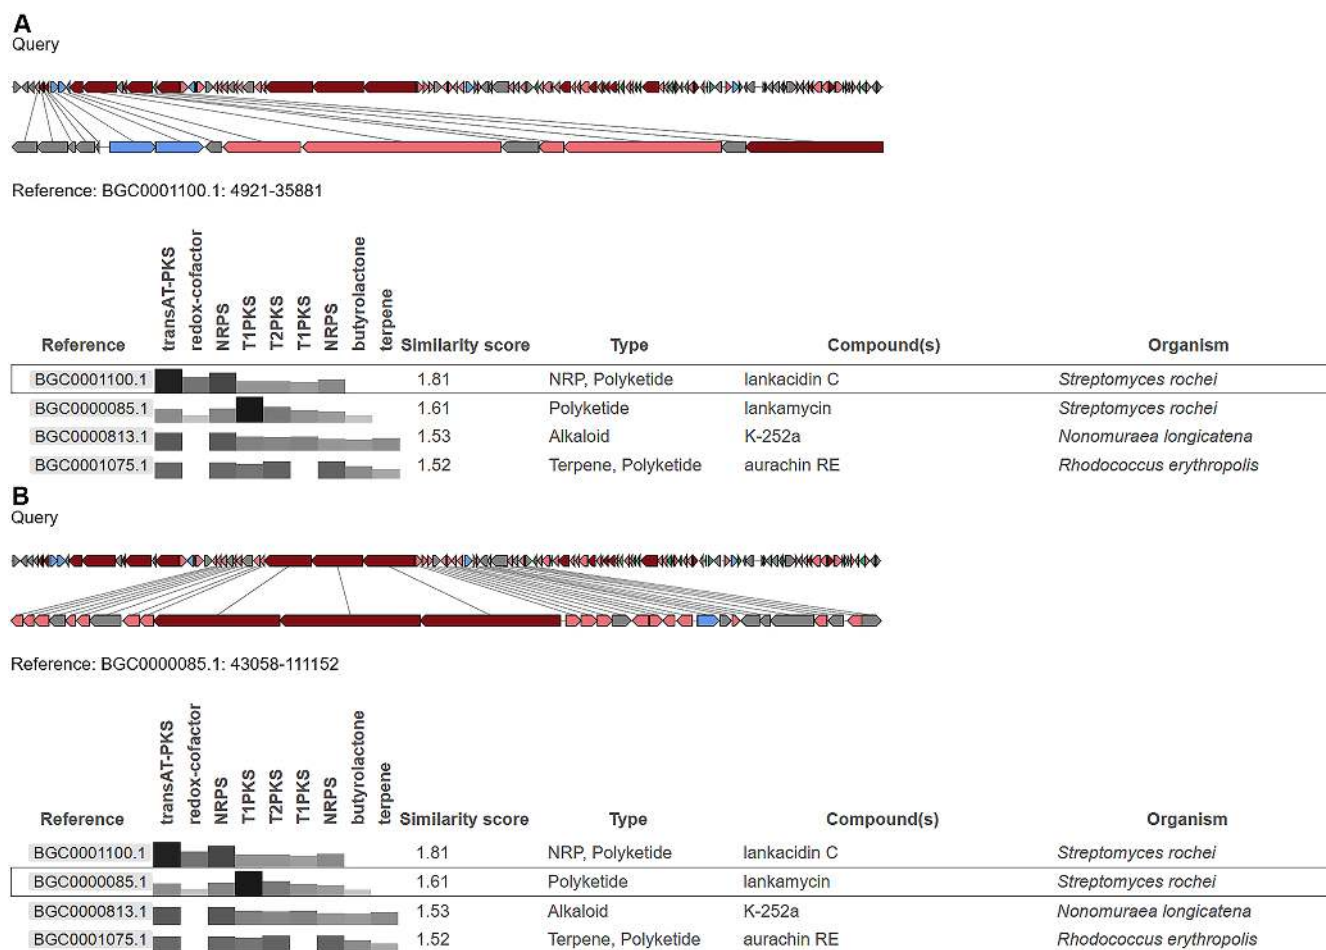 A
Query
Reference: BGC0001100.1: 4921-35881
Reference transAT-PKS redox-cofactor NRPS T1PKS T2PKS T1PKS NRPS butyrolactone terpene Similarity score Type Compound(s) Organism
BGC0001100.1 1.81 NRP, Polyketide lankacidin C Streptomyces rochei
BGC0000085.1 1.61 Polyketide lankamycin Streptomyces rochei
BGC0000813.1 1.53 Alkaloid K-252a Nonomuraea longicatena
BGC0001075.1 1.52 Terpene, Polyketide aurachin RE Rhodococcus erythropolis
B
Query
Reference: BGC0000085.1: 43058-111152
Reference transAT-PKS redox-cofactor NRPS T1PKS T2PKS T1PKS NRPS butyrolactone terpene Similarity score Type Compound(s) Organism
BGC0001100.1 1.81 NRP, Polyketide lankacidin C Streptomyces rochei
BGC0000085.1 1.61 Polyketide lankamycin Streptomyces rochei
BGC0000813.1 1.53 Alkaloid K-252a Nonomuraea longicatena
BGC0001075.1 1.52 Terpene, Polyketide aurachin RE Rhodococcus erythropolis